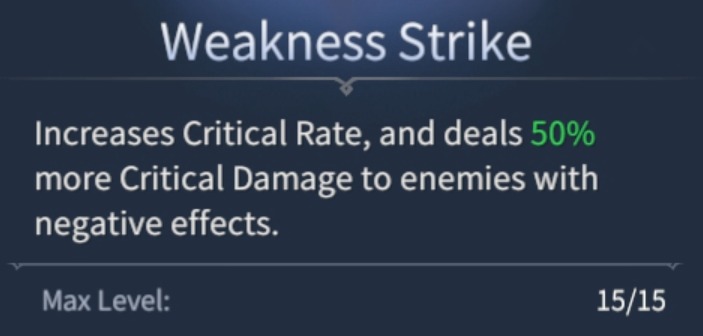 Weakness Strike
Increases Critical Rate, and deals 50%
more Critical Damage to enemies with
negative effects.
Max Level: 15/15